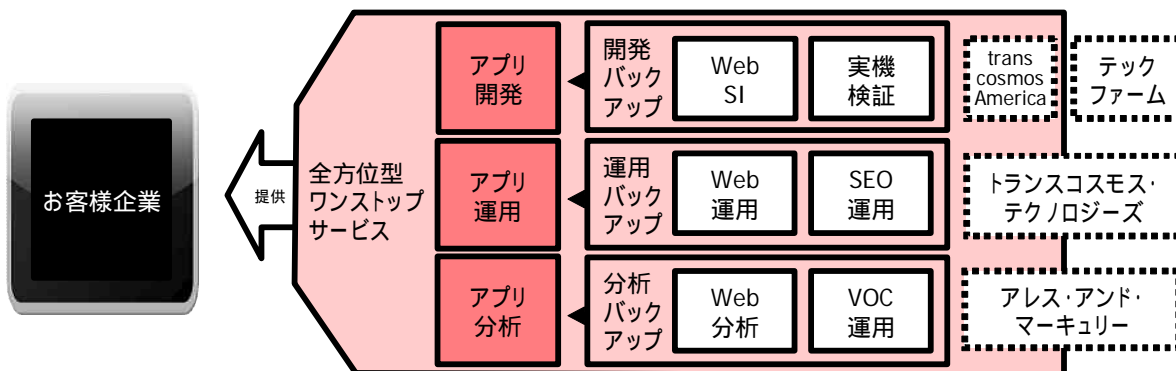 お客様企業
提供
全方位型
ワンストップ
サービス
アプリ
開発
開発
バック
アップ
Web
SI
実機
検証
trans
cosmos
America
テック
ファーム
アプリ
運用
運用
バック
アップ
Web
運用
SEO
運用
トランスコスモス・
テクノロジーズ
アプリ
分析
分析
バック
アップ
Web
分析
VOC
運用
アレス・アンド・
マーキュリー